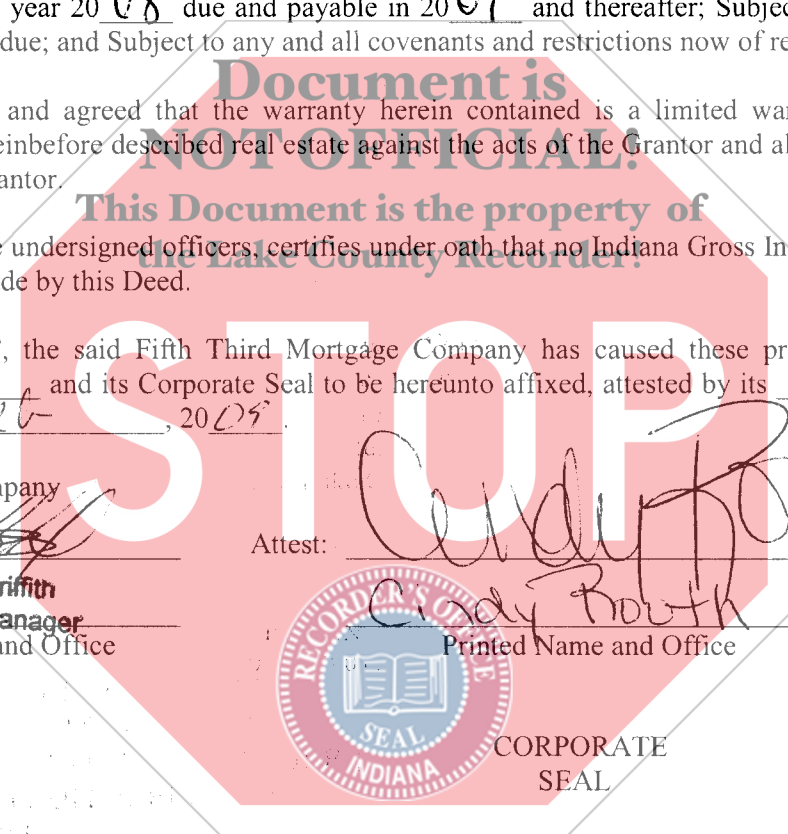 year 20 08 due and payable in 20 and thereafter; Subjec
due; and Subject to any and all covenants and restrictions now of re
Document is
and agreed that the warranty herein contained is a limited war
einbefore described real estate against the acts of the Grantor and al
NOT OFFICIAL!
antor.
This Document is the property of
e undersigned officers, certifies under oath that no Indiana Gross In
the Lake County Recorder!
de by this Deed.
STOP
, the said Fifth Third Mortgage Company has caused these pr
and its Corporate Seal to be hereunto affixed, attested by its
, 20
mpany
Attest:
riffith
anager
Cindy Booth
and Office
Printed Name and Office
RECORDER'S OFFICE
SEAL
INDIANA
CORPORATE
SEAL